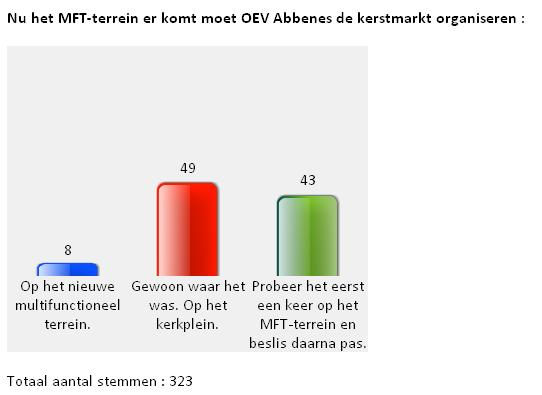 Nu het MFT-terrein er komt moet OEV Abbenes de kerstmarkt organiseren :
8
49
43
Op het nieuwe
multifunctioneel
terrein.
Gewoon waar het
was. Op het
kerkplein.
Probeer het eerst
een keer op het
MFT-terrein en
beslis daarna pas.
Totaal aantal stemmen : 323